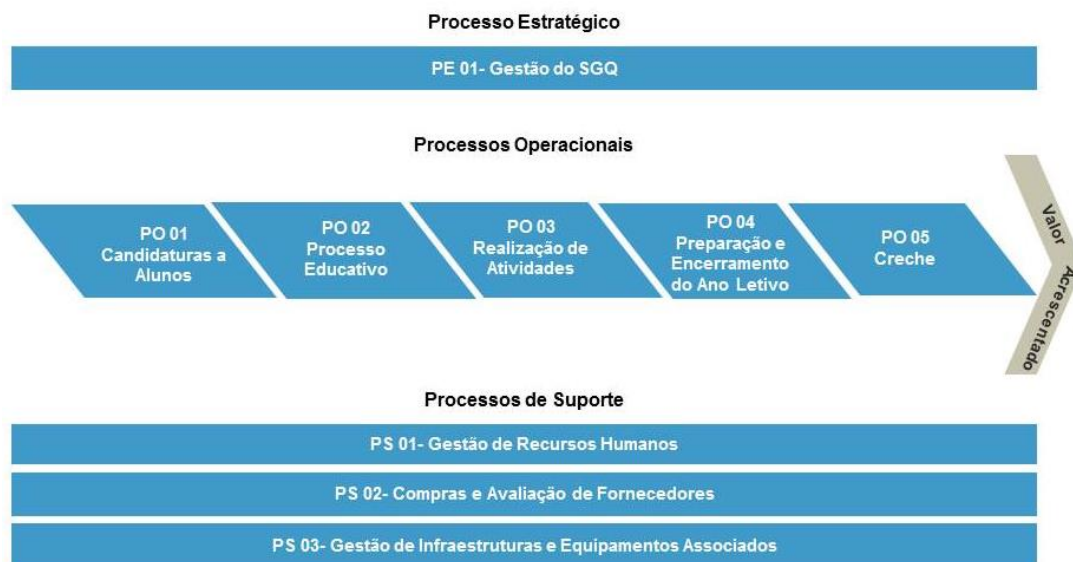 Processo Estratégico
PE 01- Gestão do SGQ
Processos Operacionais
PO 01
Candidaturas a
Alunos
PO 02
Processo
Educativo
PO 03
Realização de
Atividades
PO 04
Preparação e
Encerramento
do Ano Letivo
PO 05
Creche
Valor
Acrescentado
Processos de Suporte
PS 01- Gestão de Recursos Humanos
PS 02- Compras e Avaliação de Fornecedores
PS 03- Gestão de Infraestruturas e Equipamentos Associados